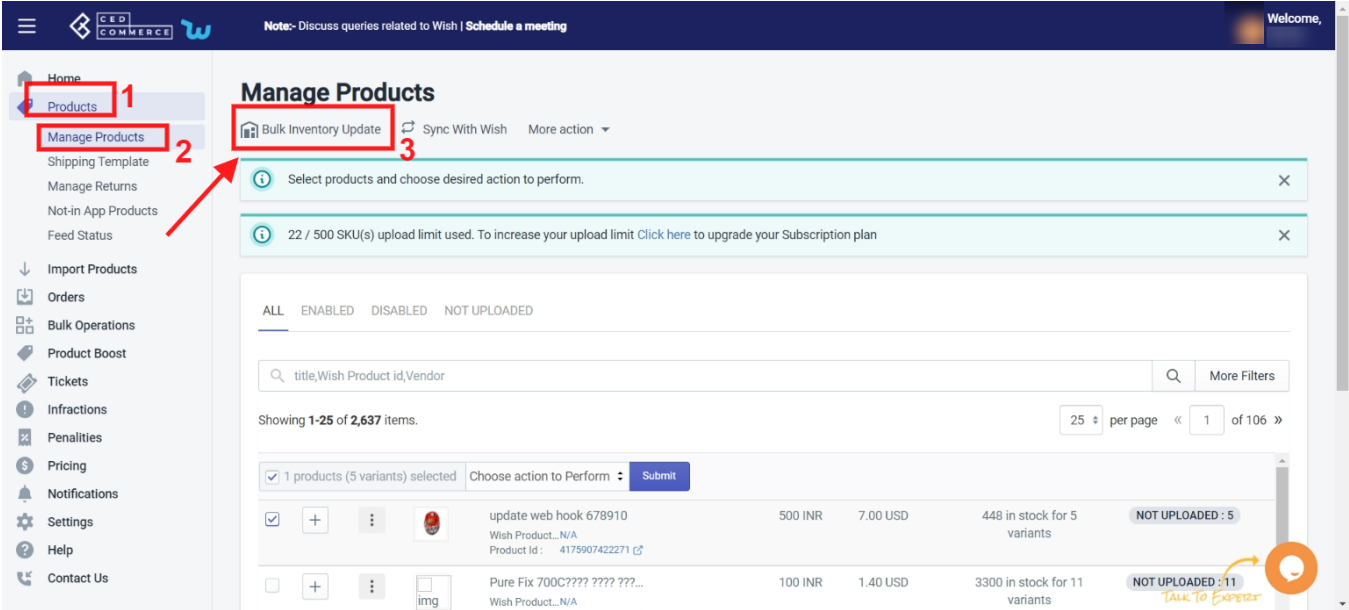 CED COMMERCE
Note:- Discuss queries related to Wish | Schedule a meeting
Welcome,
Home
Products
1
Manage Products
2
Shipping Template
Manage Returns
Not-in App Products
Feed Status
Import Products
Orders
Bulk Operations
Product Boost
Tickets
Infractions
Penalities
Pricing
Notifications
Settings
Help
Contact Us
Manage Products
Bulk Inventory Update Sync With Wish More action
3
Select products and choose desired action to perform.
22 / 500 SKU(s) upload limit used. To increase your upload limit Click here to upgrade your Subscription plan
ALL ENABLED DISABLED NOT UPLOADED
title,Wish Product id,Vendor
More Filters
Showing 1-25 of 2,637 items.
25 per page « 1 of 106 »
1 products (5 variants) selected Choose action to Perform Submit
update web hook 678910 500 INR 7.00 USD 448 in stock for 5 variants NOT UPLOADED : 5
Wish Product...N/A
Product Id : 4175907422271
Pure Fix 700C???? ???? ???... 100 INR 1.40 USD 3300 in stock for 11 variants NOT UPLOADED : 11
img
Wish Product...N/A
TALK TO EXPERT